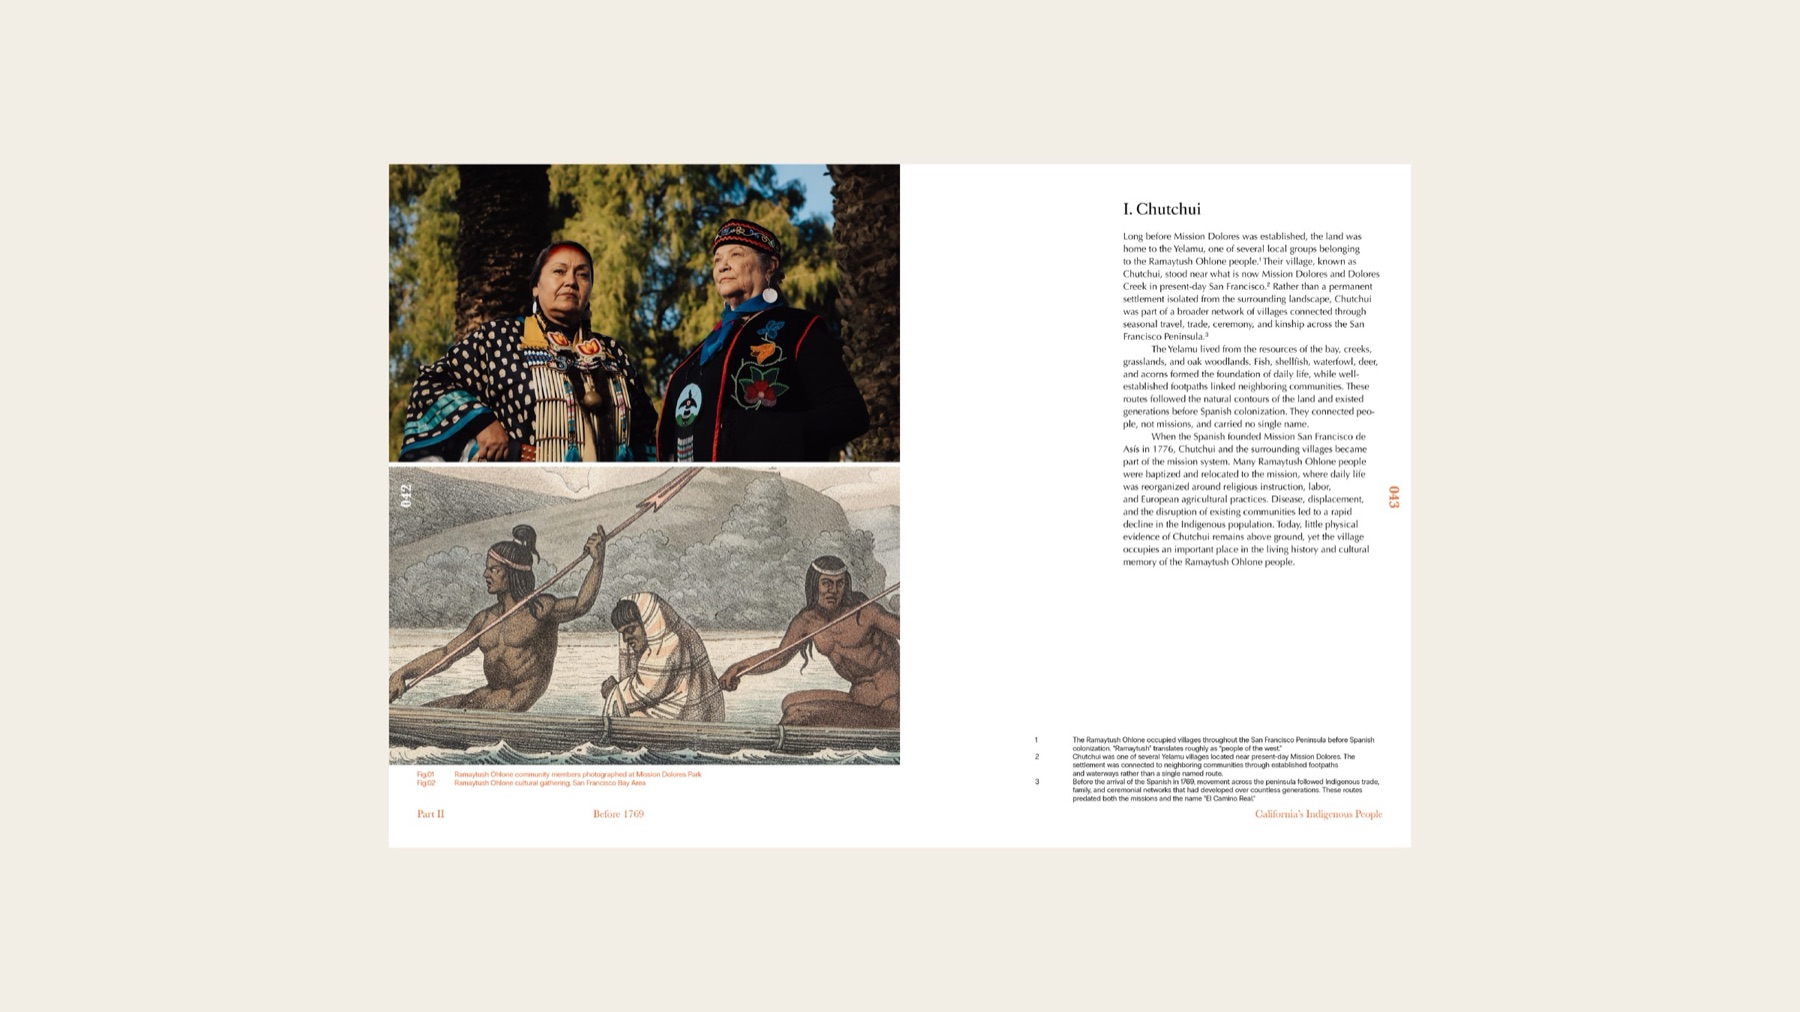 042
Fig.01 Ramaytush Ohlone community members photographed at Mission Dolores Park
Fig.02 Ramaytush Ohlone cultural gathering, San Francisco Bay Area
Part II
Before 1769
I. Chutchui
Long before Mission Dolores was established, the land was
home to the Yelamu, one of several local groups belonging
to the Ramaytush Ohlone people.¹ Their village, known as
Chutchui, stood near what is now Mission Dolores and Dolores
Creek in present-day San Francisco.² Rather than a permanent
settlement isolated from the surrounding landscape, Chutchui
was part of a broader network of villages connected through
seasonal travel, trade, ceremony, and kinship across the San
Francisco Peninsula.³
The Yelamu lived from the resources of the bay, creeks,
grasslands, and oak woodlands. Fish, shellfish, waterfowl, deer,
and acorns formed the foundation of daily life, while well-
established footpaths linked neighboring communities. These
routes followed the natural contours of the land and existed
generations before Spanish colonization. They connected peo-
ple, not missions, and carried no single name.
When the Spanish founded Mission San Francisco de
Asís in 1776, Chutchui and the surrounding villages became
part of the mission system. Many Ramaytush Ohlone people
were baptized and relocated to the mission, where daily life
was reorganized around religious instruction, labor,
and European agricultural practices. Disease, displacement,
and the disruption of existing communities led to a rapid
decline in the Indigenous population. Today, little physical
evidence of Chutchui remains above ground, yet the village
occupies an important place in the living history and cultural
memory of the Ramaytush Ohlone people.
043
1 The Ramaytush Ohlone occupied villages throughout the San Francisco Peninsula before Spanish
colonization. "Ramaytush" translates roughly as "people of the west."
2 Chutchui was one of several Yelamu villages located near present-day Mission Dolores. The
settlement was connected to neighboring communities through established footpaths
and waterways rather than a single named route.
3 Before the arrival of the Spanish in 1769, movement across the peninsula followed Indigenous trade,
family, and ceremonial networks that had developed over countless generations. These routes
predated both the missions and the name "El Camino Real."
California's Indigenous People